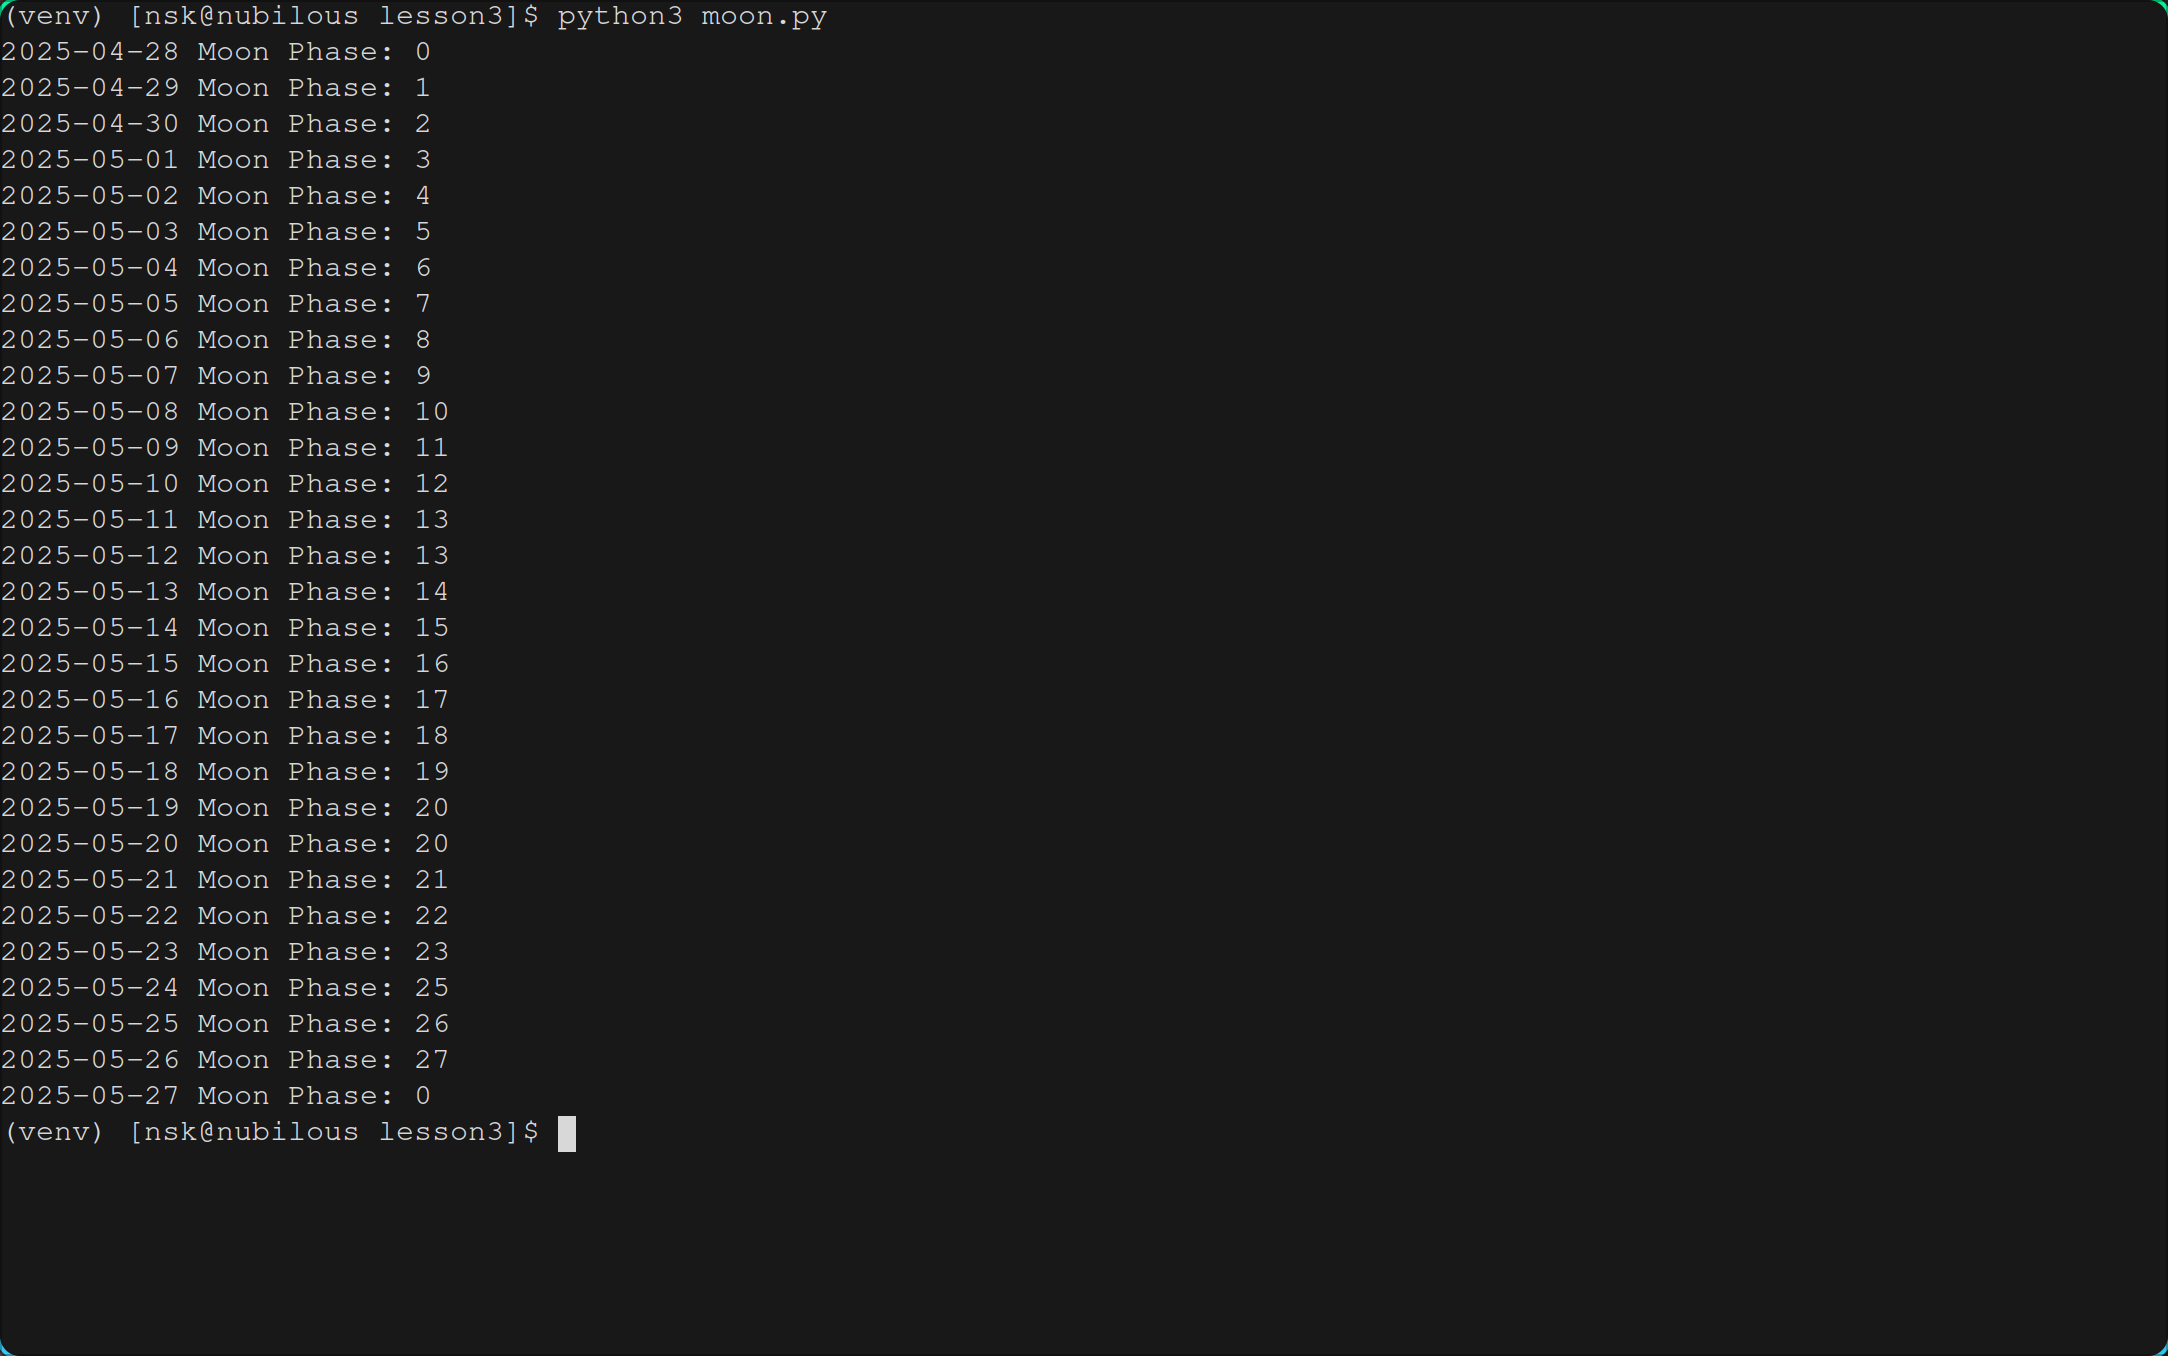 (venv) [nsk@nubilous lesson3]$ python3 moon.py
2025-04-28 Moon Phase: 0
2025-04-29 Moon Phase: 1
2025-04-30 Moon Phase: 2
2025-05-01 Moon Phase: 3
2025-05-02 Moon Phase: 4
2025-05-03 Moon Phase: 5
2025-05-04 Moon Phase: 6
2025-05-05 Moon Phase: 7
2025-05-06 Moon Phase: 8
2025-05-07 Moon Phase: 9
2025-05-08 Moon Phase: 10
2025-05-09 Moon Phase: 11
2025-05-10 Moon Phase: 12
2025-05-11 Moon Phase: 13
2025-05-12 Moon Phase: 13
2025-05-13 Moon Phase: 14
2025-05-14 Moon Phase: 15
2025-05-15 Moon Phase: 16
2025-05-16 Moon Phase: 17
2025-05-17 Moon Phase: 18
2025-05-18 Moon Phase: 19
2025-05-19 Moon Phase: 20
2025-05-20 Moon Phase: 20
2025-05-21 Moon Phase: 21
2025-05-22 Moon Phase: 22
2025-05-23 Moon Phase: 23
2025-05-24 Moon Phase: 25
2025-05-25 Moon Phase: 26
2025-05-26 Moon Phase: 27
2025-05-27 Moon Phase: 0
(venv) [nsk@nubilous lesson3]$